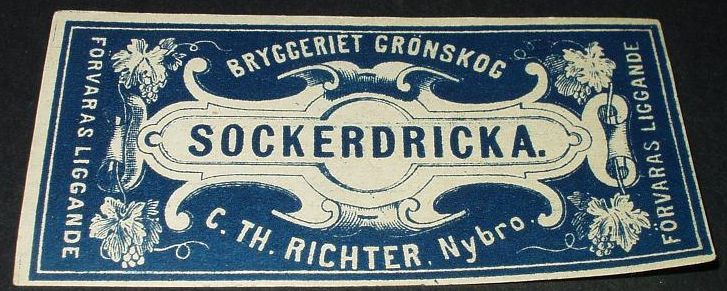 BRYGGERIET GRÖNSKOG
FÖRVARAS LIGGANDE
SOCKERDRICKA.
FÖRVARAS LIGGANDE
C. TH. RICHTER, Nybro.